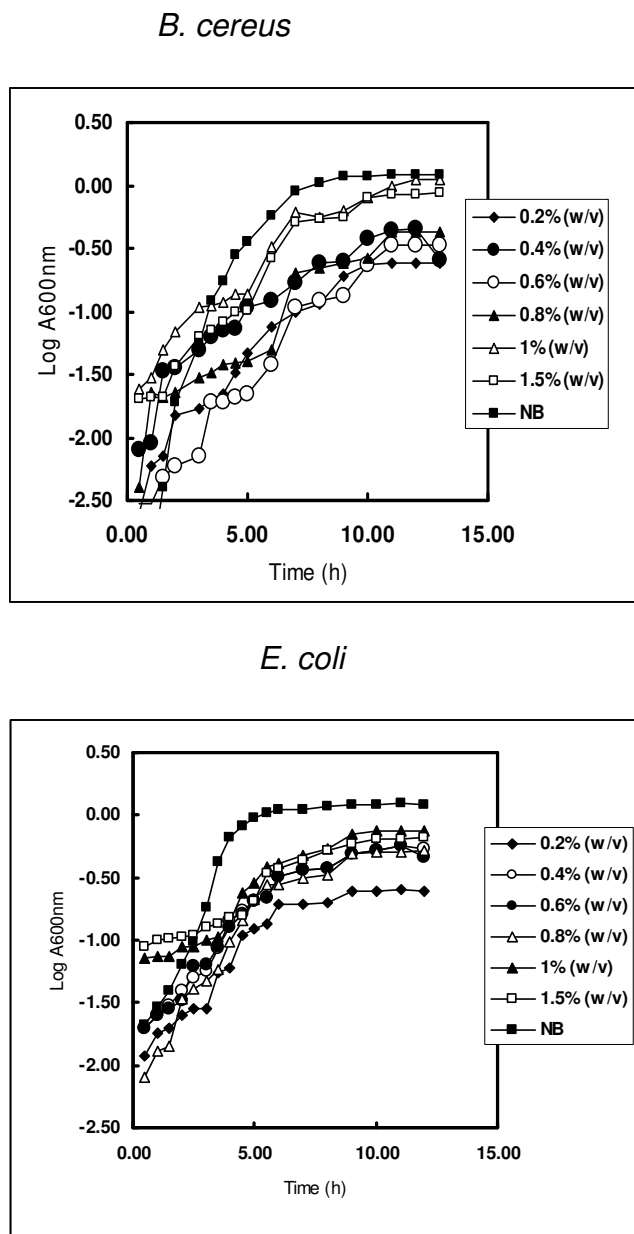 B. cereus
0.50
0.00
-0.50
-1.00
-1.50
-2.00
-2.50
Log A600nm
0.00
5.00
10.00
15.00
Time (h)
0.2% (w/v)
0.4% (w/v)
0.6% (w/v)
0.8% (w/v)
1% (w/v)
1.5% (w/v)
NB
E. coli
0.50
0.00
-0.50
-1.00
-1.50
-2.00
-2.50
Log A600nm
0.00
5.00
10.00
15.00
Time (h)
0.2% (w/v)
0.4% (w/v)
0.6% (w/v)
0.8% (w/v)
1% (w/v)
1.5% (w/v)
NB